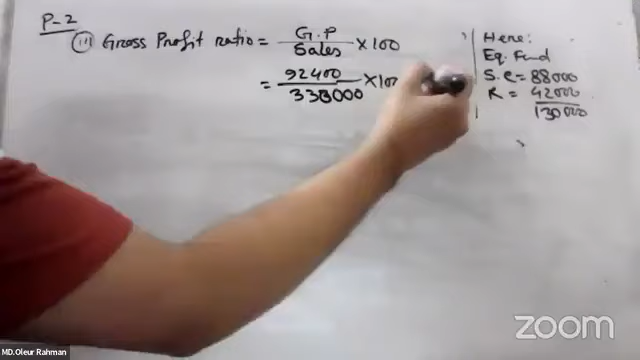 P-2
(iii) Gross Profit ratio = G.P / Sales × 100
= 92400 / 330000 × 100
Here:
Eq. Fund
S.C = 88000
R = 42000
130000
zoom
MD.Oleur Rahman